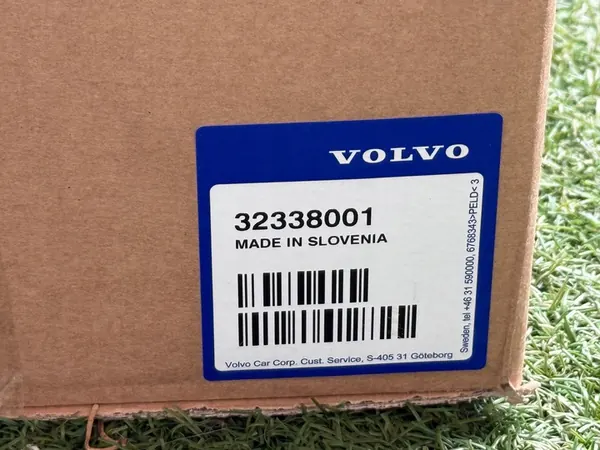 VOLVO
32338001
MADE IN SLOVENIA
Volvo Car Corp. Cust. Service, S-405 31 Göteborg
Sweden, tel +46 31 590000, 6768343>PELD< 3